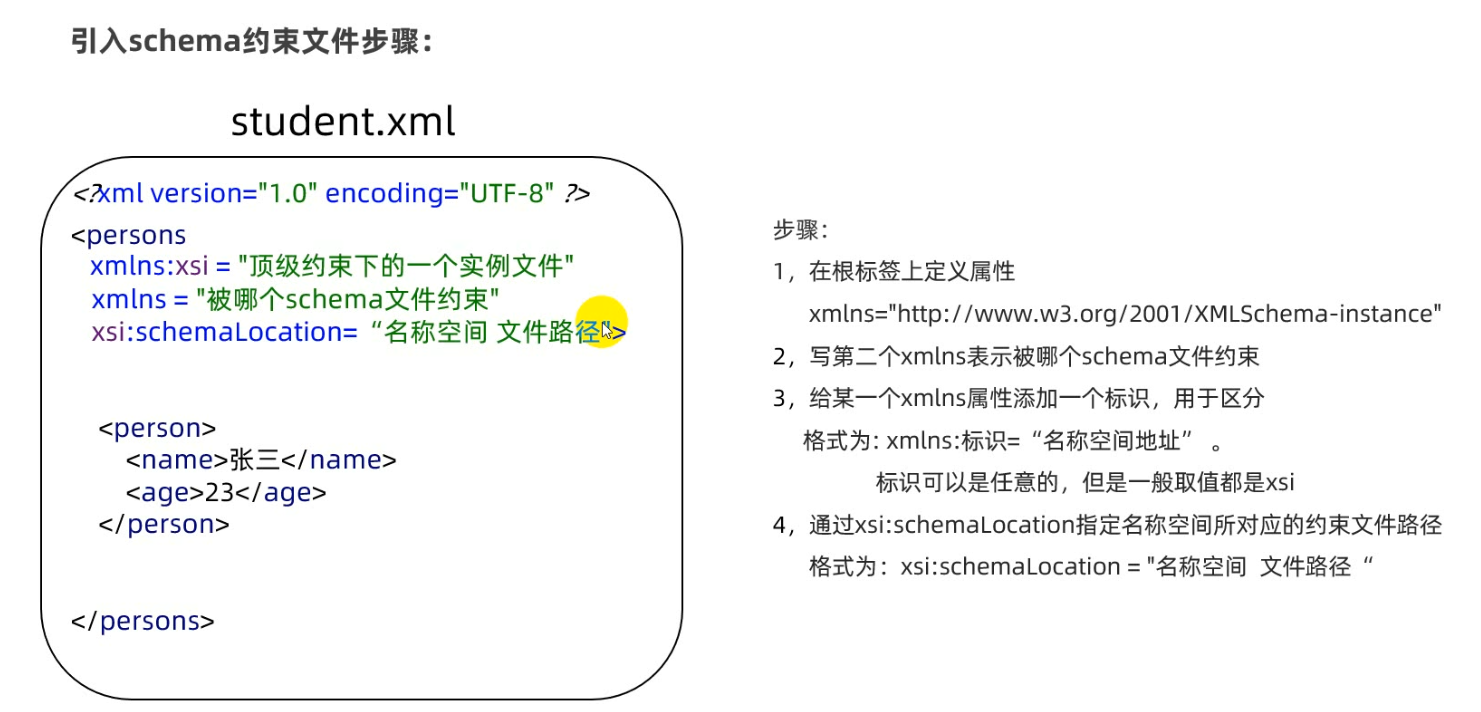 引入schema约束文件步骤：
student.xml
<?xml version="1.0" encoding="UTF-8" ?>
<persons
xmlns:xsi = "顶级约束下的一个实例文件"
xmlns = "被哪个schema文件约束"
xsi:schemaLocation= “名称空间 文件路径">
<person>
<name>张三</name>
<age>23</age>
</person>
</persons>
步骤：
1，在根标签上定义属性
xmlns="http://www.w3.org/2001/XMLSchema-instance"
2，写第二个xmlns表示被哪个schema文件约束
3，给某一个xmlns属性添加一个标识，用于区分
格式为: xmlns:标识=“名称空间地址” 。
标识可以是任意的，但是一般取值都是xsi
4，通过xsi:schemaLocation指定名称空间所对应的约束文件路径
格式为：xsi:schemaLocation = "名称空间 文件路径 “